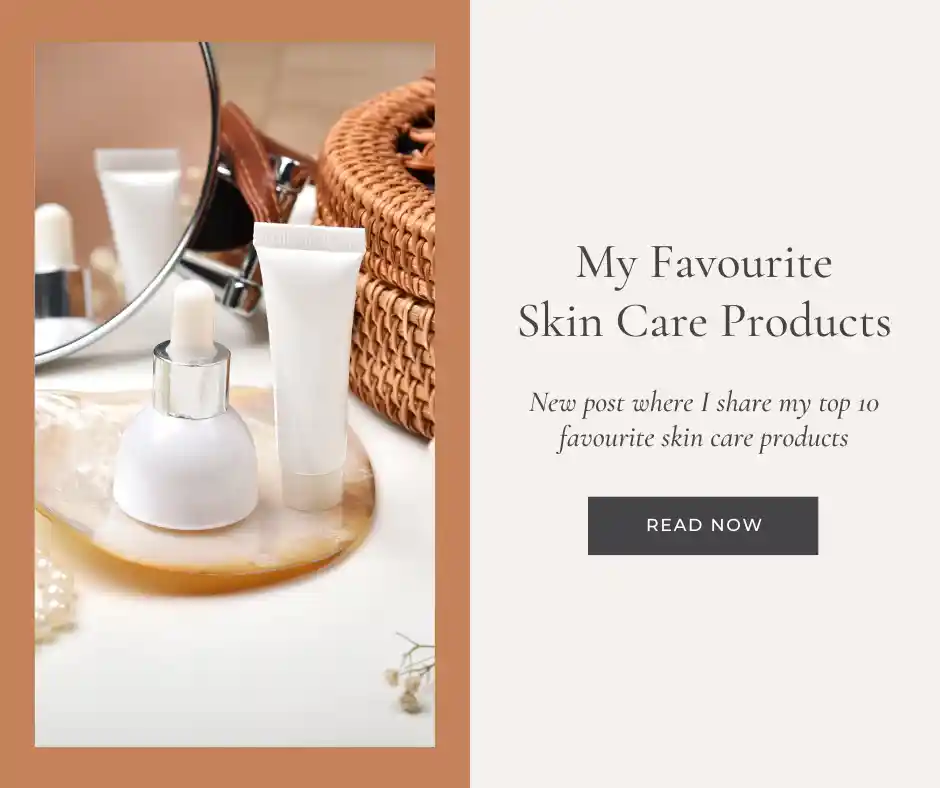 My Favourite
Skin Care Products
New post where I share my top 10
favourite skin care products
READ NOW